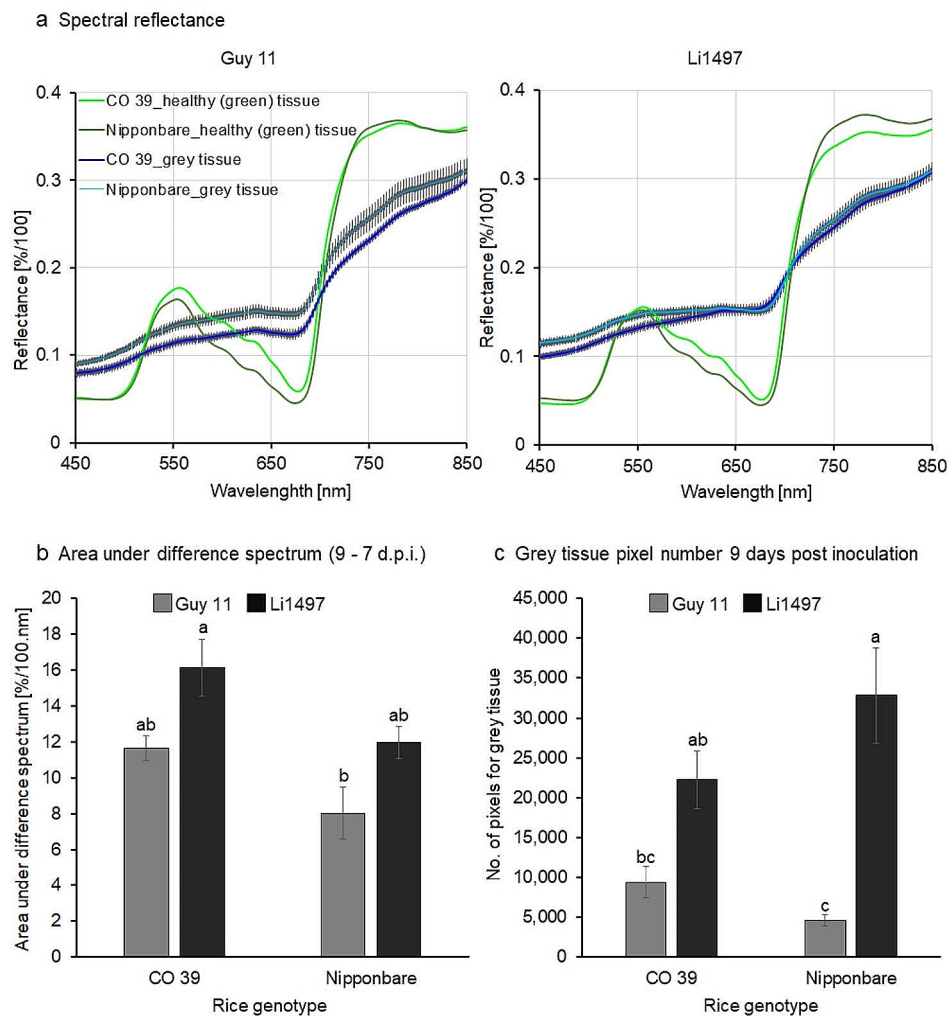 a Spectral reflectance
Guy 11
Li1497
CO 39_healthy (green) tissue
Nipponbare_healthy (green) tissue
CO 39_grey tissue
Nipponbare_grey tissue
Reflectance [%/100]
0.4
0.3
0.2
0.1
0
450
550
650
750
850
Wavelenghth [nm]
Reflectance [%/100]
0.4
0.3
0.2
0.1
0
450
550
650
750
850
Wavelength [nm]
b Area under difference spectrum (9 - 7 d.p.i.)
Area under difference spectrum [%/100.nm]
20
18
16
14
12
10
8
6
4
2
0
Guy 11
Li1497
ab
a
b
ab
CO 39
Nipponbare
Rice genotype
c Grey tissue pixel number 9 days post inoculation
No. of pixels for grey tissue
45,000
40,000
35,000
30,000
25,000
20,000
15,000
10,000
5,000
0
Guy 11
Li1497
bc
ab
c
a
CO 39
Nipponbare
Rice genotype